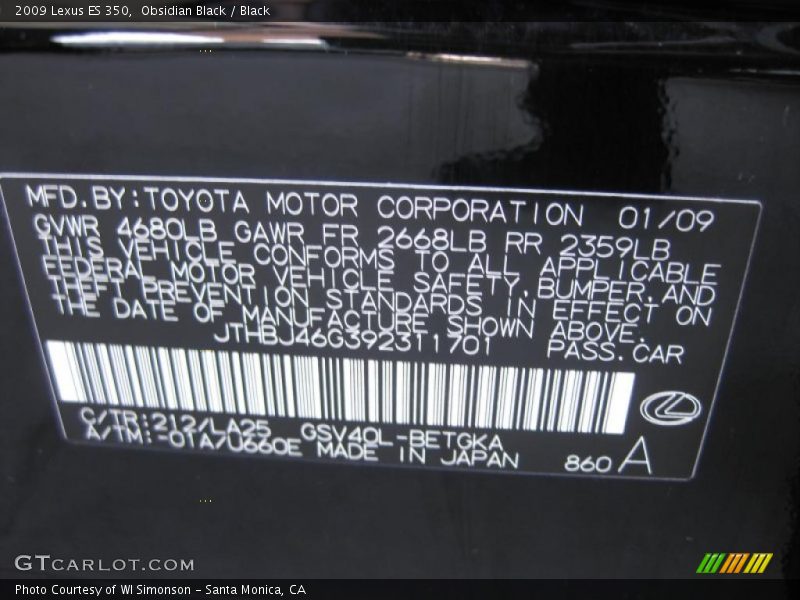 2009 Lexus ES 350, Obsidian Black / Black
MFD.BY:TOYOTA MOTOR CORPORATION 01/09
GVWR 4680LB GAWR FR 2668LB RR 2359LB
THIS VEHICLE CONFORMS TO ALL APPLICABLE
FEDERAL MOTOR VEHICLE SAFETY,BUMPER,AND
THEFT PREVENTION STANDARDS IN EFFECT ON
THE DATE OF MANUFACTURE SHOWN ABOVE.
JTHBJ46G392311701 PASS.CAR
C/TR:212/LA25 GSV40L-BETGKA
A/TM:-01A/U660E MADE IN JAPAN 860 A
GTCARLOT.COM
Photo Courtesy of WI Simonson - Santa Monica, CA